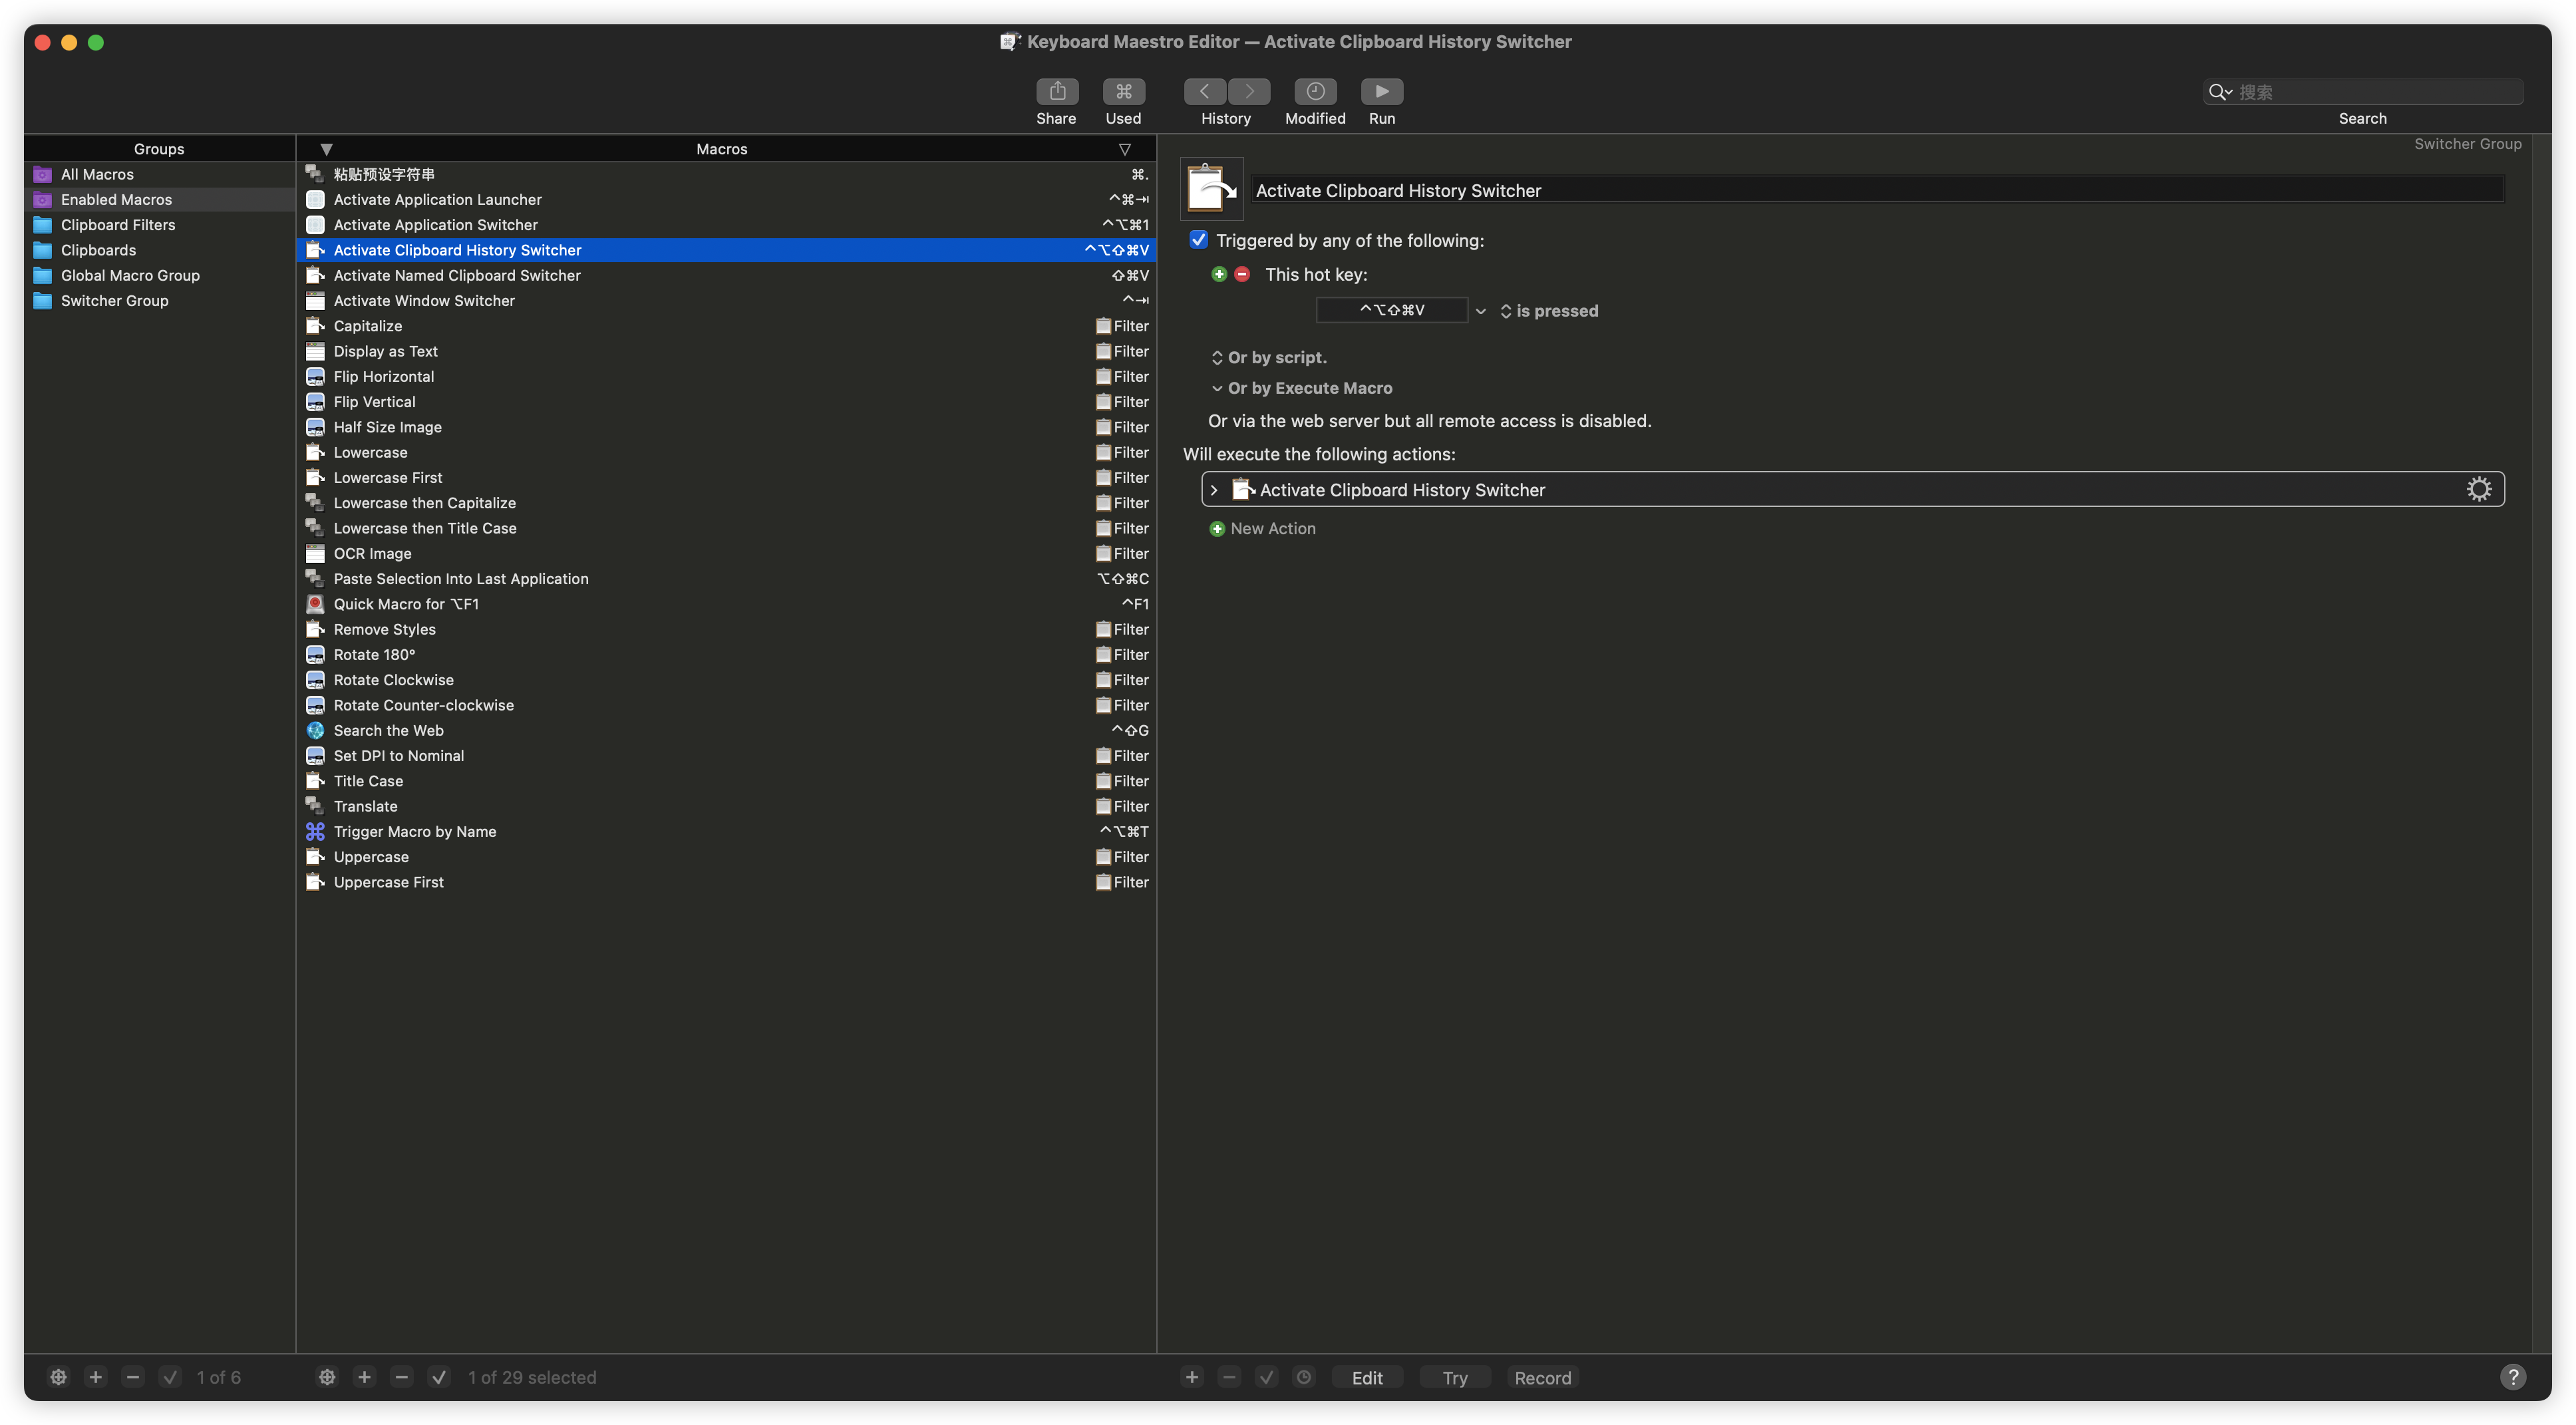 Keyboard Maestro Editor — Activate Clipboard History Switcher
Share
Used
History
Modified
Run
搜索
Search
Groups
All Macros
Enabled Macros
Clipboard Filters
Clipboards
Global Macro Group
Switcher Group
Macros
粘贴预设字符串 ⌘.
Activate Application Launcher ^⌘⇥
Activate Application Switcher ^⌥⌘1
Activate Clipboard History Switcher ^⌥⇧⌘V
Activate Named Clipboard Switcher ⇧⌘V
Activate Window Switcher ^⇥
Capitalize Filter
Display as Text Filter
Flip Horizontal Filter
Flip Vertical Filter
Half Size Image Filter
Lowercase Filter
Lowercase First Filter
Lowercase then Capitalize Filter
Lowercase then Title Case Filter
OCR Image Filter
Paste Selection Into Last Application ⌥⇧⌘C
Quick Macro for ⌥F1 ^F1
Remove Styles Filter
Rotate 180° Filter
Rotate Clockwise Filter
Rotate Counter-clockwise Filter
Search the Web ^⇧G
Set DPI to Nominal Filter
Title Case Filter
Translate Filter
Trigger Macro by Name ^⌥⌘T
Uppercase Filter
Uppercase First Filter
Switcher Group
Activate Clipboard History Switcher
Triggered by any of the following:
This hot key:
^⌥⇧⌘V is pressed
Or by script.
Or by Execute Macro
Or via the web server but all remote access is disabled.
Will execute the following actions:
Activate Clipboard History Switcher
New Action
1 of 6
1 of 29 selected
Edit
Try
Record
?